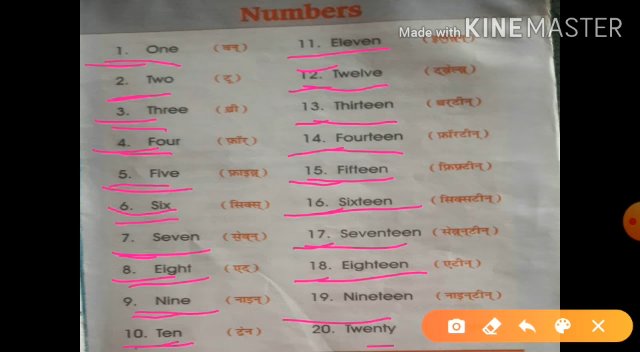 Numbers
Made with KINEMASTER
1. One (वन्)
2. Two (टू)
3. Three (थ्री)
4. Four (फ़ॉर्)
5. Five (फ़ाइव़्)
6. Six (सिक्स्)
7. Seven (सेव़न्)
8. Eight (एट)
9. Nine (नाइन्)
10. Ten (टेन)
11. Eleven
12. Twelve (ट्वेल्व़)
13. Thirteen (थर्टीन्)
14. Fourteen (फ़ॉरटीन्)
15. Fifteen (फ़िफ़्टीन्)
16. Sixteen (सिक्सटीन्)
17. Seventeen (सेव़न्टीन्)
18. Eighteen (एटीन्)
19. Nineteen (नाइन्टीन्)
20. Twenty